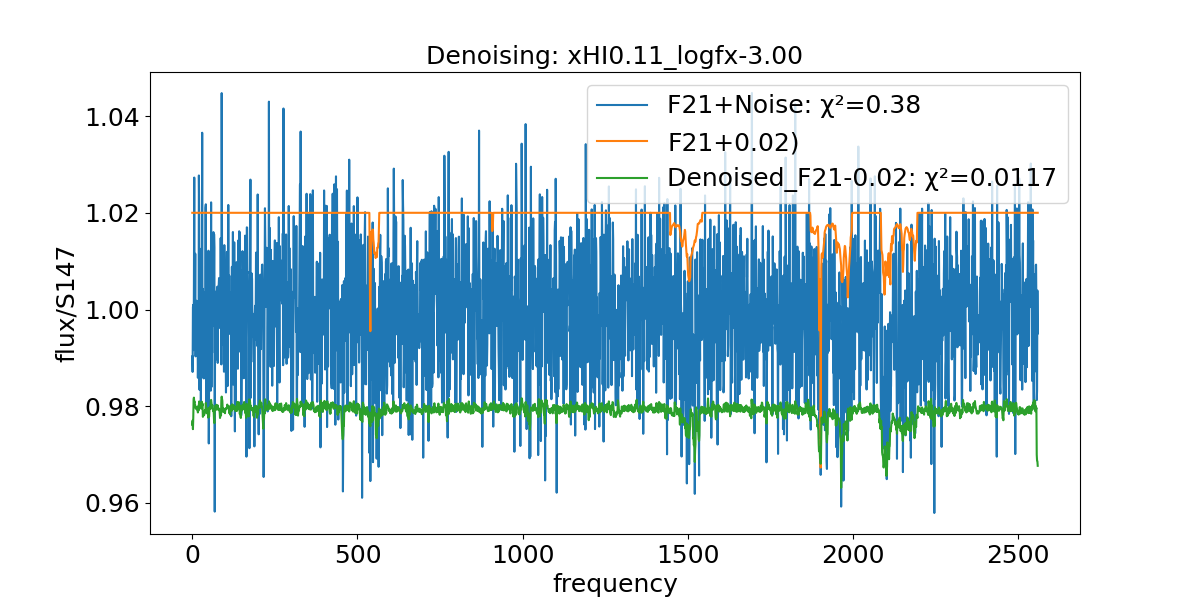 Denoising: xHI0.11_logfx-3.00
F21+Noise: χ²=0.38
F21+0.02)
Denoised_F21-0.02: χ²=0.0117
flux/S147
1.04
1.02
1.00
0.98
0.96
0 500 1000 1500 2000 2500
frequency